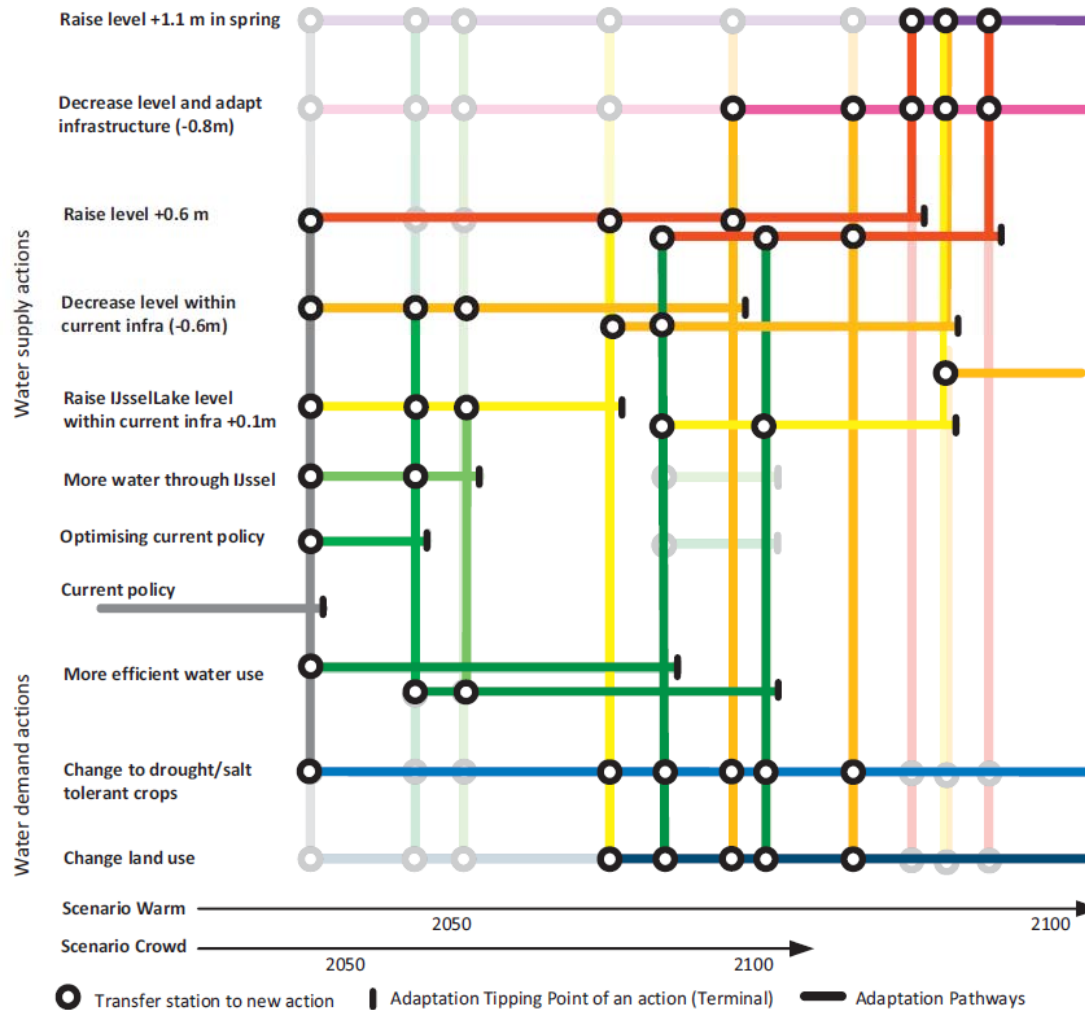 Raise level +1.1 m in spring
Decrease level and adapt
infrastructure (-0.8m)
Raise level +0.6 m
Water supply actions
Decrease level within
current infra (-0.6m)
Raise IJsselLake level
within current infra +0.1m
More water through IJssel
Optimising current policy
Current policy
More efficient water use
Water demand actions
Change to drought/salt
tolerant crops
Change land use
Scenario Warm
2050 2100
Scenario Crowd
2050 2100
Transfer station to new action Adaptation Tipping Point of an action (Terminal) Adaptation Pathways